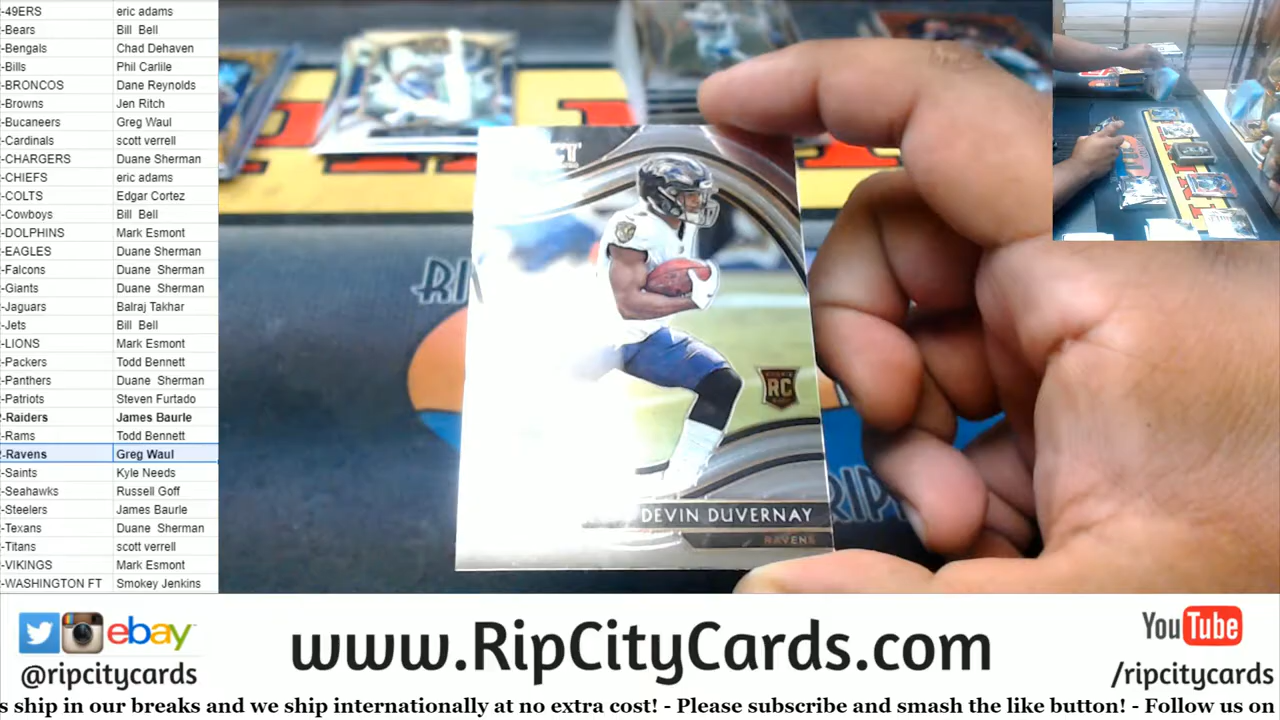 -49ERS eric adams
-Bears Bill Bell
-Bengals Chad Dehaven
-Bills Phil Carlile
-BRONCOS Dane Reynolds
-Browns Jen Ritch
-Bucaneers Greg Waul
-Cardinals scott verrell
-CHARGERS Duane Sherman
-CHIEFS eric adams
-COLTS Edgar Cortez
-Cowboys Bill Bell
-DOLPHINS Mark Esmont
-EAGLES Duane Sherman
-Falcons Duane Sherman
-Giants Duane Sherman
-Jaguars Balraj Takhar
-Jets Bill Bell
-LIONS Mark Esmont
-Packers Todd Bennett
-Panthers Duane Sherman
-Patriots Steven Furtado
-Raiders James Baurle
-Rams Todd Bennett
-Ravens Greg Waul
-Saints Kyle Needs
-Seahawks Russell Goff
-Steelers James Baurle
-Texans Duane Sherman
-Titans scott verrell
-VIKINGS Mark Esmont
-WASHINGTON FT Smokey Jenkins
RC
DEVIN DUVERNAY
RAVENS
ebay
@ripcitycards
www.RipCityCards.com
YouTube
/ripcitycards
s ship in our breaks and we ship internationally at no extra cost! - Please subscribe and smash the like button! - Follow us on